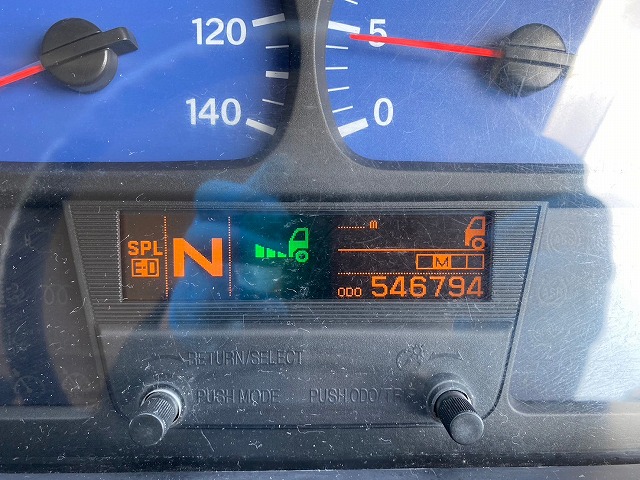 120
140
5
0
SPL
E-D
N
m
M
ODO 546794
RETURN/SELECT
PUSH MODE
PUSH ODO/TR